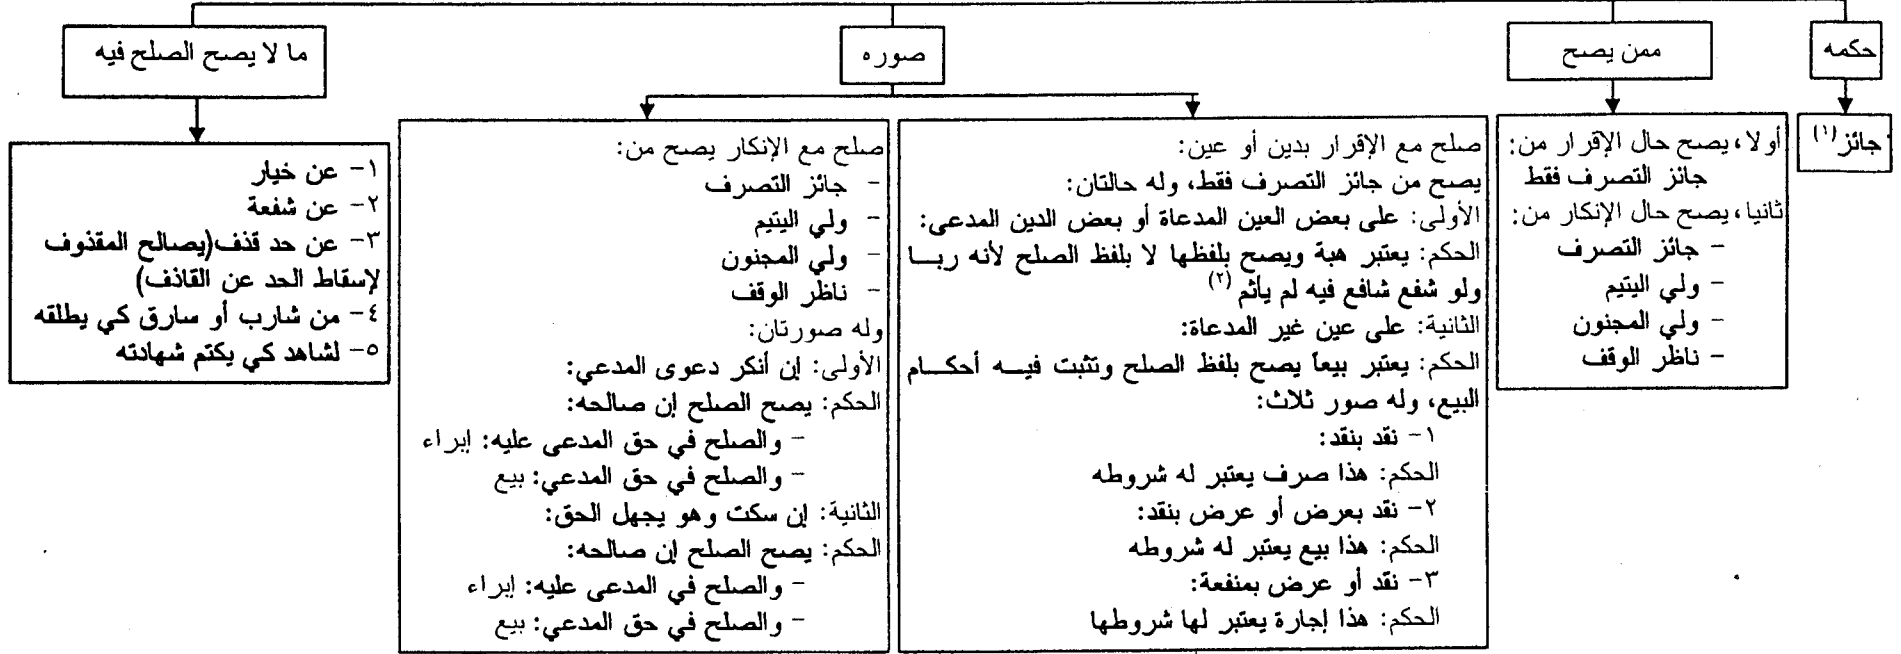 حكمه
جائز (١)
ممن يصح
أولا، يصح حال الإقرار من:
جائز التصرف فقط
ثانيا، يصح حال الإنكار من:
- جائز التصرف
- ولي اليتيم
- ولي المجنون
- ناظر الوقف
صوره
صلح مع الإقرار بدين أو عين:
يصح من جائز التصرف فقط، وله حالتان:
الأولى: على بعض العين المدعاة أو بعض الدين المدعى:
الحكم: يعتبر هبة ويصح بلفظها لا بلفظ الصلح لأنه ربا
ولو شفع شافع فيه لم يأثم (٢)
الثانية: على عين غير المدعاة:
الحكم: يعتبر بيعاً يصح بلفظ الصلح وتثبت فيه أحكام
البيع، وله صور ثلاث:
١- نقد بنقد:
الحكم: هذا صرف يعتبر له شروطه
٢- نقد بعرض أو عرض بنقد:
الحكم: هذا بيع يعتبر له شروطه
٣- نقد أو عرض بمنفعة:
الحكم: هذا إجارة يعتبر لها شروطها
صلح مع الإنكار يصح من:
- جائز التصرف
- ولي اليتيم
- ولي المجنون
- ناظر الوقف
وله صورتان:
الأولى: إن أنكر دعوى المدعي:
الحكم: يصح الصلح إن صالحه:
- والصلح في حق المدعى عليه: إبراء
- والصلح في حق المدعي: بيع
الثانية: إن سكت وهو يجهل الحق:
الحكم: يصح الصلح إن صالحه:
- والصلح في المدعى عليه: إبراء
- والصلح في حق المدعي: بيع
ما لا يصح الصلح فيه
١- عن خيار
٢- عن شفعة
٣- عن حد قذف(يصالح المقذوف
لإسقاط الحد عن القاذف)
٤- من شارب أو سارق كي يطلقه
٥- لشاهد كي يكتم شهادته